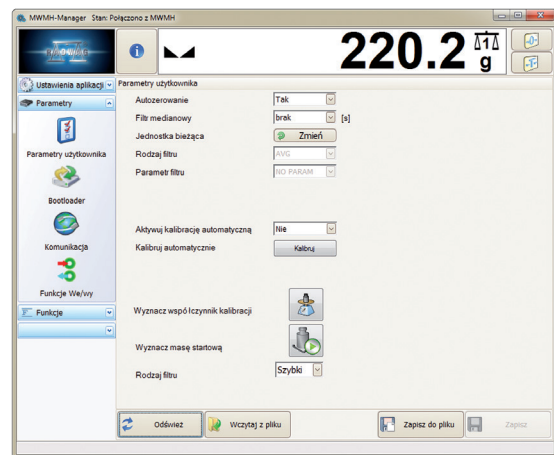 MWMH-Manager Stan: Połączono z MWMH
RADWAG
220.2 g
Ustawienia aplikacji
Parametry użytkownika
Parametry
Autozerowanie Tak
Filtr medianowy brak [s]
Jednostka bieżąca Zmień
Parametry użytkownika
Rodzaj filtru AVG
Parametr filtru NO PARAM
Bootloader
Aktywuj kalibrację automatyczną Nie
Komunikacja
Kalibruj automatycznie Kalibruj
Funkcje We/wy
Funkcje
Wyznacz współczynnik kalibracji
Wyznacz masę startową
Rodzaj filtru Szybki
Odśwież Wczytaj z pliku Zapisz do pliku Zapisz